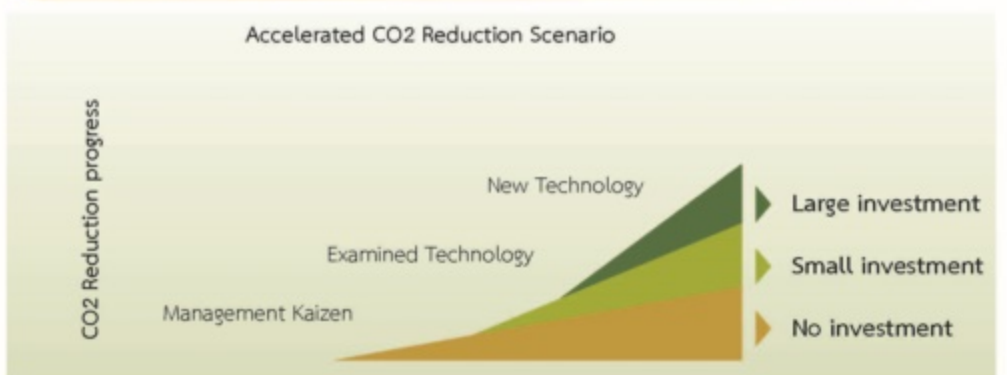 Accelerated CO2 Reduction Scenario
CO2 Reduction progress
New Technology
Large investment
Examined Technology
Small investment
Management Kaizen
No investment